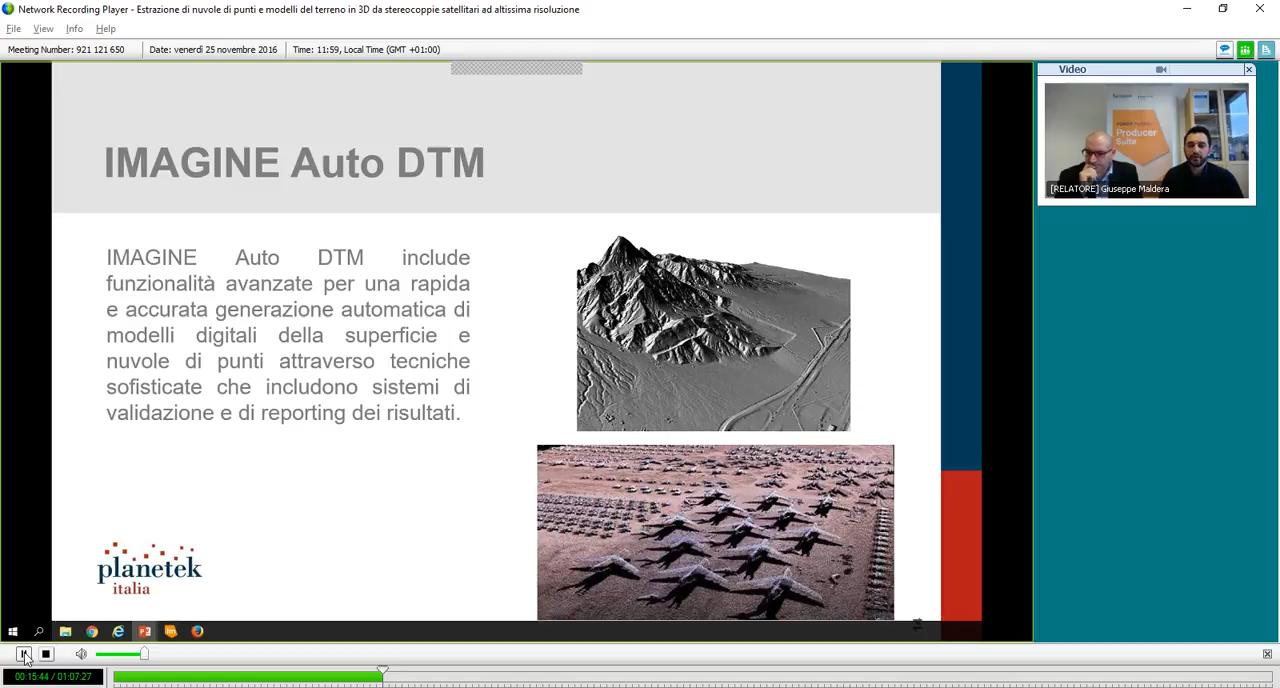 Network Recording Player - Estrazione di nuvole di punti e modelli del terreno in 3D da stereocoppie satellitari ad altissima risoluzione
File View Info Help
Meeting Number: 921 121 650 Date: venerdì 25 novembre 2016 Time: 11:59, Local Time (GMT +01:00)
Video
Producer
Suite
[RELATORE] Giuseppe Maldera
IMAGINE Auto DTM
IMAGINE Auto DTM include
funzionalità avanzate per una rapida
e accurata generazione automatica di
modelli digitali della superficie e
nuvole di punti attraverso tecniche
sofisticate che includono sistemi di
validazione e di reporting dei risultati.
planetek
italia
00:15:44 / 01:07:27